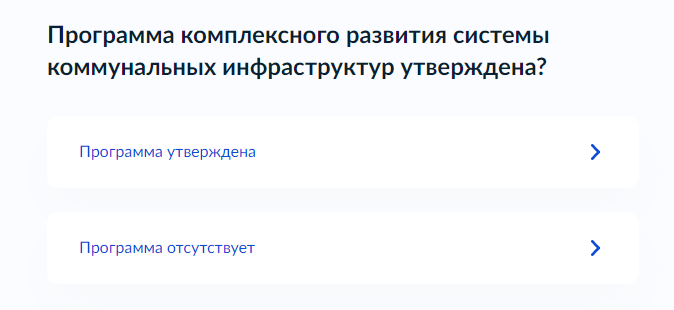 Программа комплексного развития системы
коммунальных инфраструктур утверждена?
Программа утверждена
Программа отсутствует